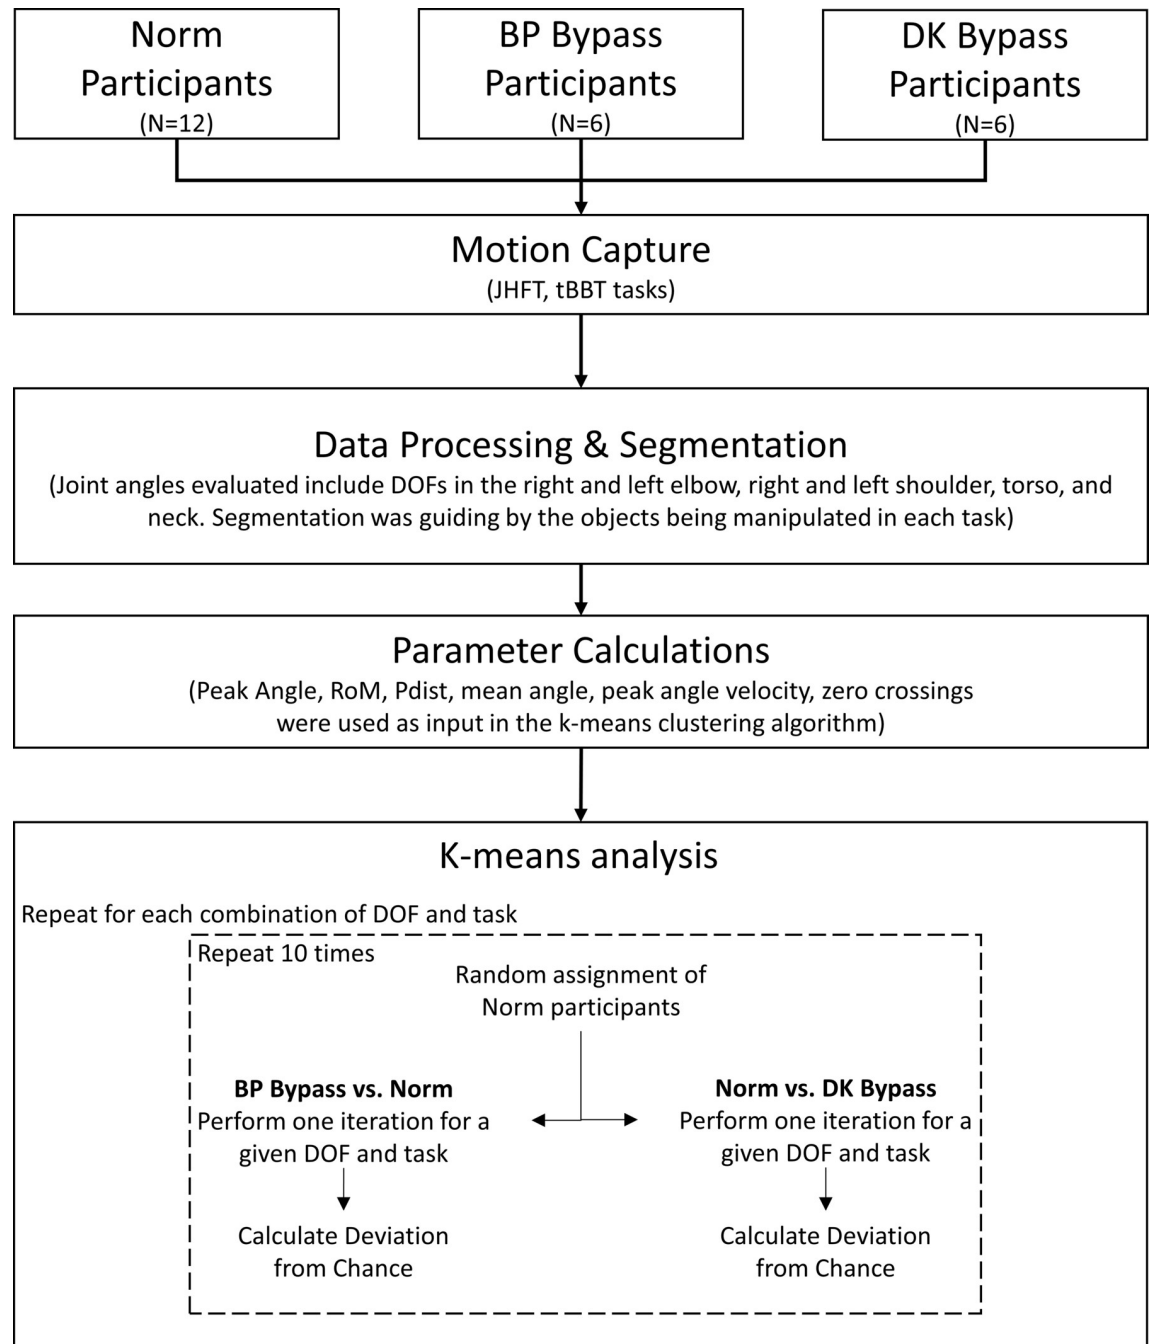 Norm
Participants
(N=12)
BP Bypass
Participants
(N=6)
DK Bypass
Participants
(N=6)
Motion Capture
(JHFT, tBBT tasks)
Data Processing & Segmentation
(Joint angles evaluated include DOFs in the right and left elbow, right and left shoulder, torso, and
neck. Segmentation was guiding by the objects being manipulated in each task)
Parameter Calculations
(Peak Angle, RoM, Pdist, mean angle, peak angle velocity, zero crossings
were used as input in the k-means clustering algorithm)
K-means analysis
Repeat for each combination of DOF and task
Repeat 10 times
Random assignment of
Norm participants
BP Bypass vs. Norm
Perform one iteration for a
given DOF and task
Calculate Deviation
from Chance
Norm vs. DK Bypass
Perform one iteration for a
given DOF and task
Calculate Deviation
from Chance